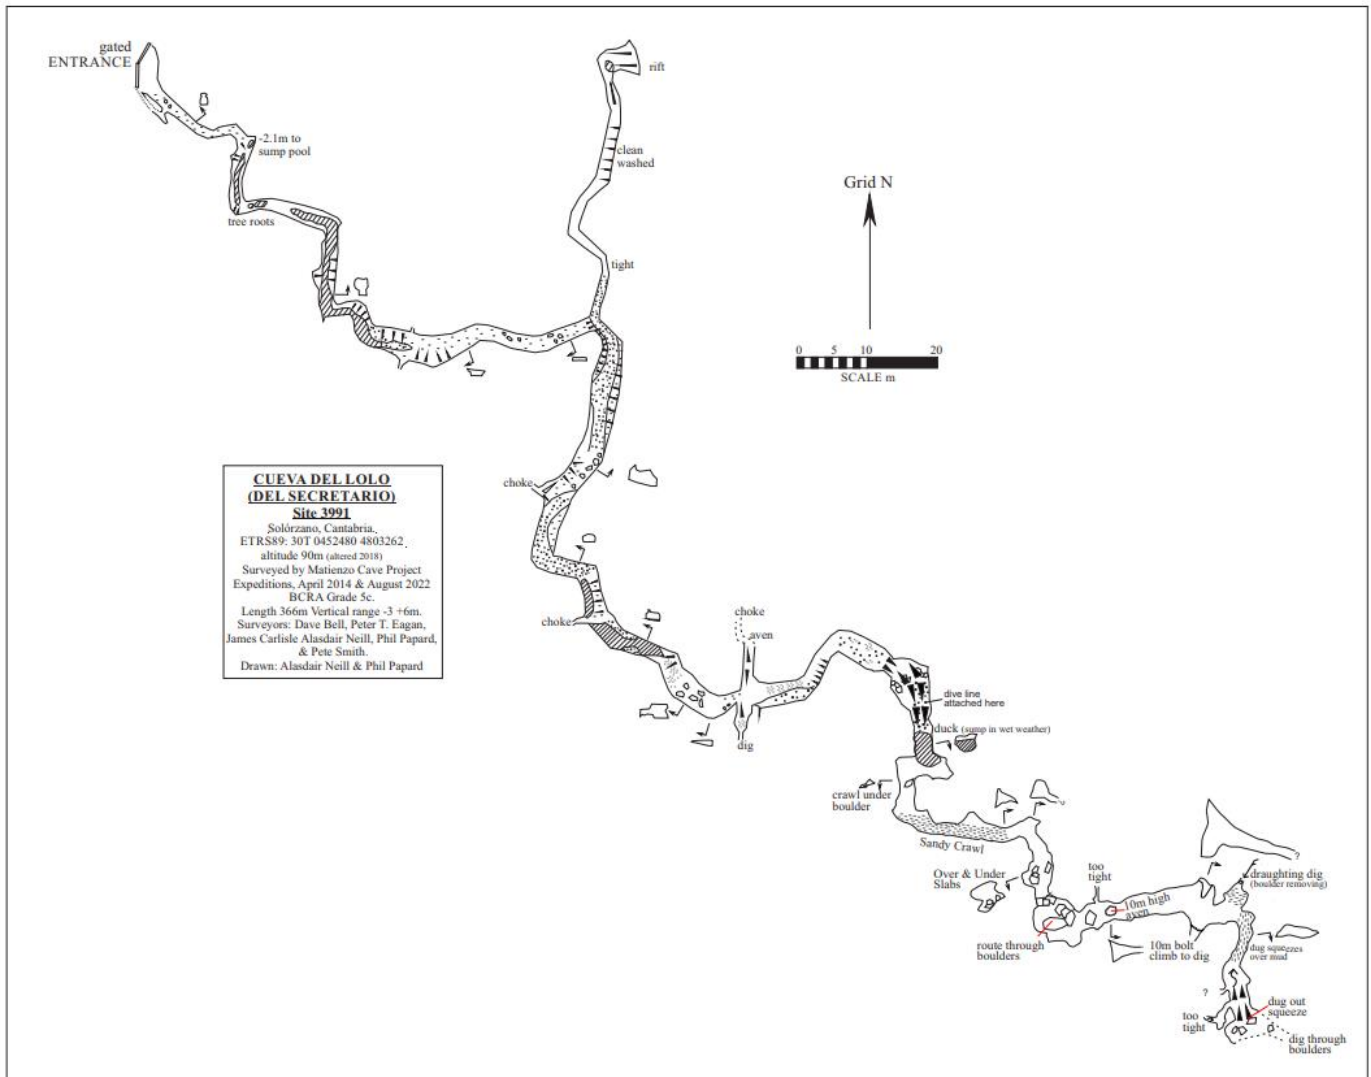 gated
ENTRANCE
rift
-2.1m to
sump pool
clean
washed
Grid N
tree roots
tight
0 5 10 20
SCALE m
CUEVA DEL LOLO
(DEL SECRETARIO)
Site 3991
Solórzano, Cantabria.
ETRS89: 30T 0452480 4803262
altitude 90m (altered 2018)
Surveyed by Matienzo Cave Project
Expeditions, April 2014 & August 2022
BCRA Grade 5c.
Length 366m Vertical range -3 +6m.
Surveyors: Dave Bell, Peter T. Eagan,
James Carlisle Alasdair Neill, Phil Papard,
& Pete Smith.
Drawn: Alasdair Neill & Phil Papard
choke
choke
choke
aven
dig
dive line
attached here
duck (sump in wet weather)
crawl under
boulder
Sandy Crawl
Over & Under
Slabs
too
tight
10m high
aven
?
draughting dig
(boulder removing)
route through
boulders
10m bolt
climb to dig
dug squeezes
over mud
?
too
tight
dug out
squeeze
dig through
boulders